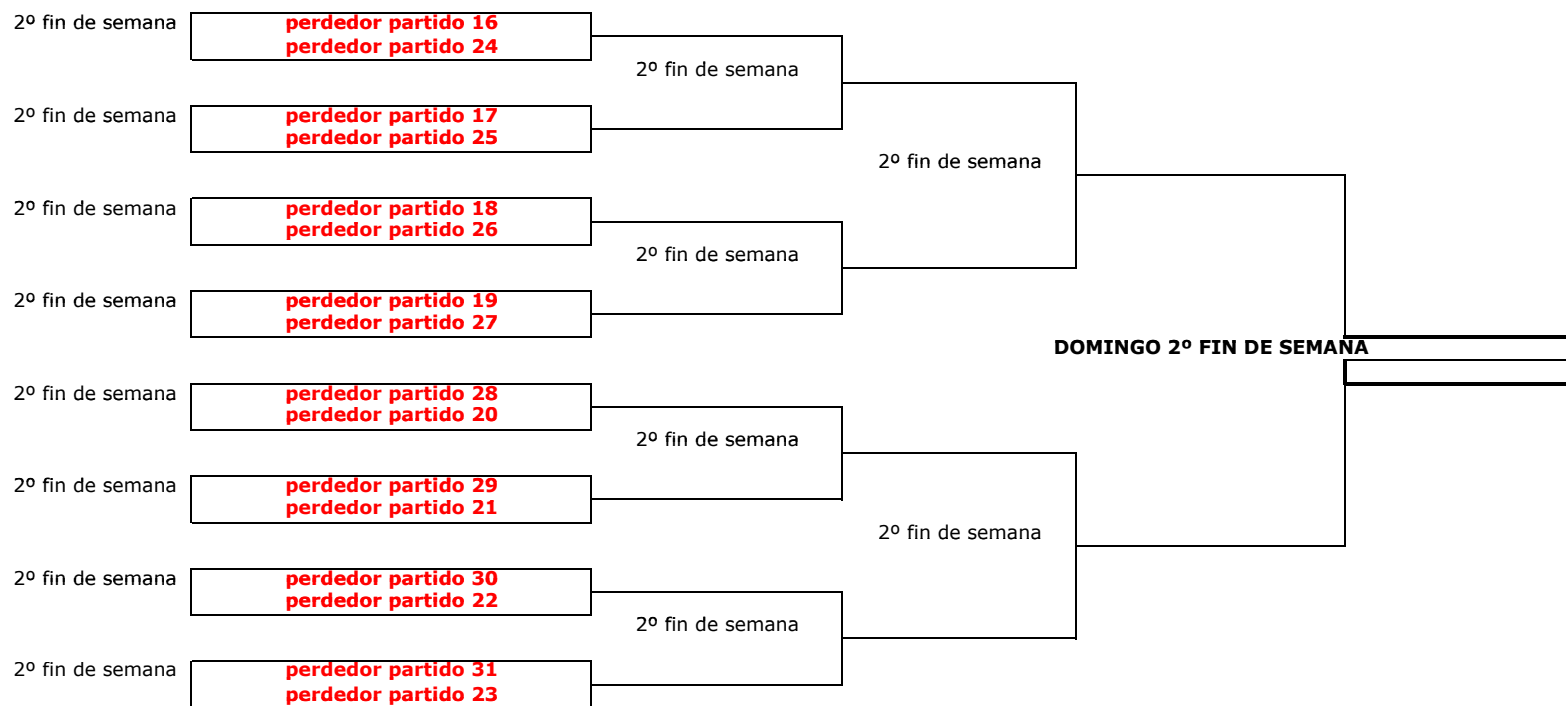 2º fin de semana
perdedor partido 16
perdedor partido 24
2º fin de semana
2º fin de semana
perdedor partido 17
perdedor partido 25
2º fin de semana
2º fin de semana
perdedor partido 18
perdedor partido 26
2º fin de semana
2º fin de semana
perdedor partido 19
perdedor partido 27
DOMINGO 2º FIN DE SEMANA
2º fin de semana
perdedor partido 28
perdedor partido 20
2º fin de semana
2º fin de semana
perdedor partido 29
perdedor partido 21
2º fin de semana
2º fin de semana
perdedor partido 30
perdedor partido 22
2º fin de semana
2º fin de semana
perdedor partido 31
perdedor partido 23